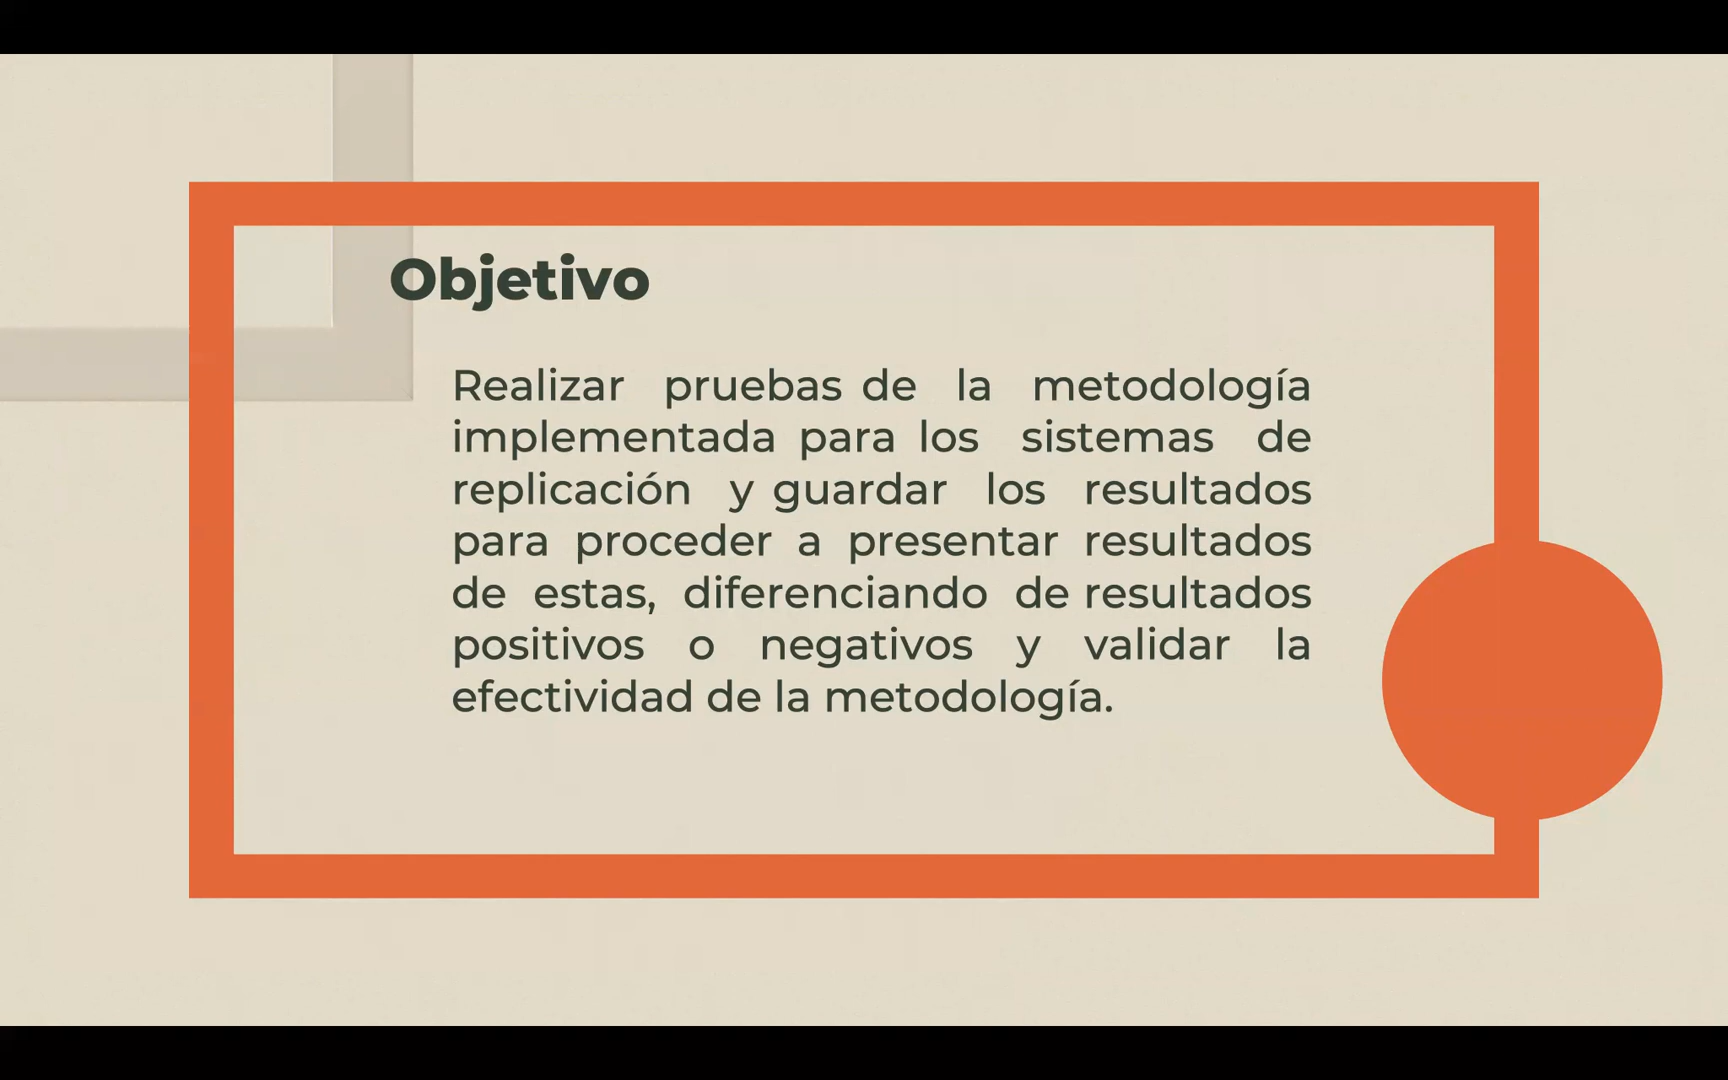 Objetivo
Realizar pruebas de la metodología
implementada para los sistemas de
replicación y guardar los resultados
para proceder a presentar resultados
de estas, diferenciando de resultados
positivos o negativos y validar la
efectividad de la metodología.